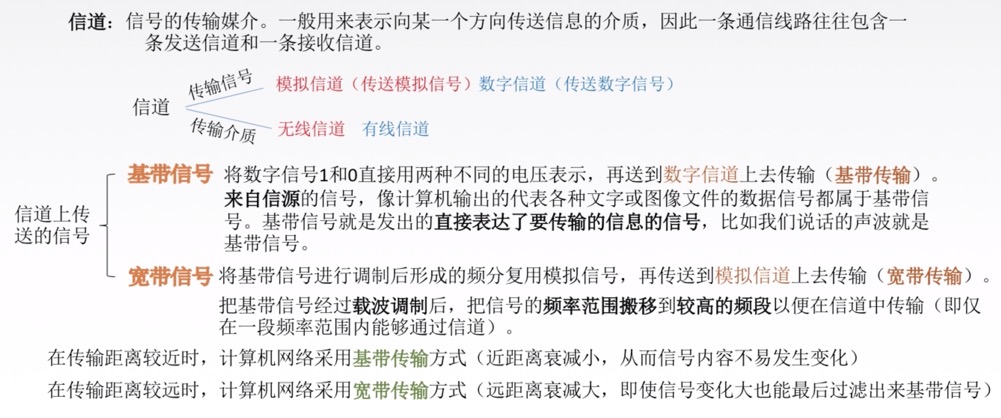 信道：信号的传输媒介。一般用来表示向某一个方向传送信息的介质，因此一条通信线路往往包含一
条发送信道和一条接收信道。
传输信号
模拟信道（传送模拟信号）数字信道（传送数字信号）
信道
传输介质
无线信道 有线信道
基带信号 将数字信号1和0直接用两种不同的电压表示，再送到数字信道上去传输（基带传输）。
来自信源的信号，像计算机输出的代表各种文字或图像文件的数据信号都属于基带信
号。基带信号就是发出的直接表达了要传输的信息的信号，比如我们说话的声波就是
基带信号。
信道上传
送的信号
宽带信号 将基带信号进行调制后形成的频分复用模拟信号，再传送到模拟信道上去传输（宽带传输）。
把基带信号经过载波调制后，把信号的频率范围搬移到较高的频段以便在信道中传输（即仅
在一段频率范围内能够通过信道）。
在传输距离较近时，计算机网络采用基带传输方式（近距离衰减小，从而信号内容不易发生变化）
在传输距离较远时，计算机网络采用宽带传输方式（远距离衰减大，即使信号变化大也能最后过滤出来基带信号）